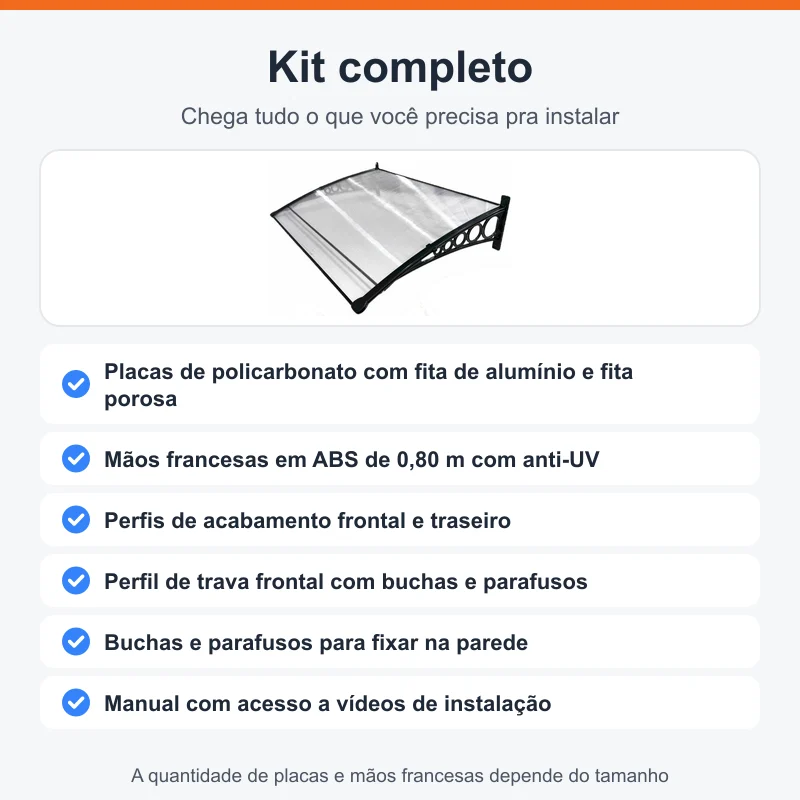 Kit completo
Chega tudo o que você precisa pra instalar
Placas de policarbonato com fita de alumínio e fita
porosa
Mãos francesas em ABS de 0,80 m com anti-UV
Perfis de acabamento frontal e traseiro
Perfil de trava frontal com buchas e parafusos
Buchas e parafusos para fixar na parede
Manual com acesso a vídeos de instalação
A quantidade de placas e mãos francesas depende do tamanho